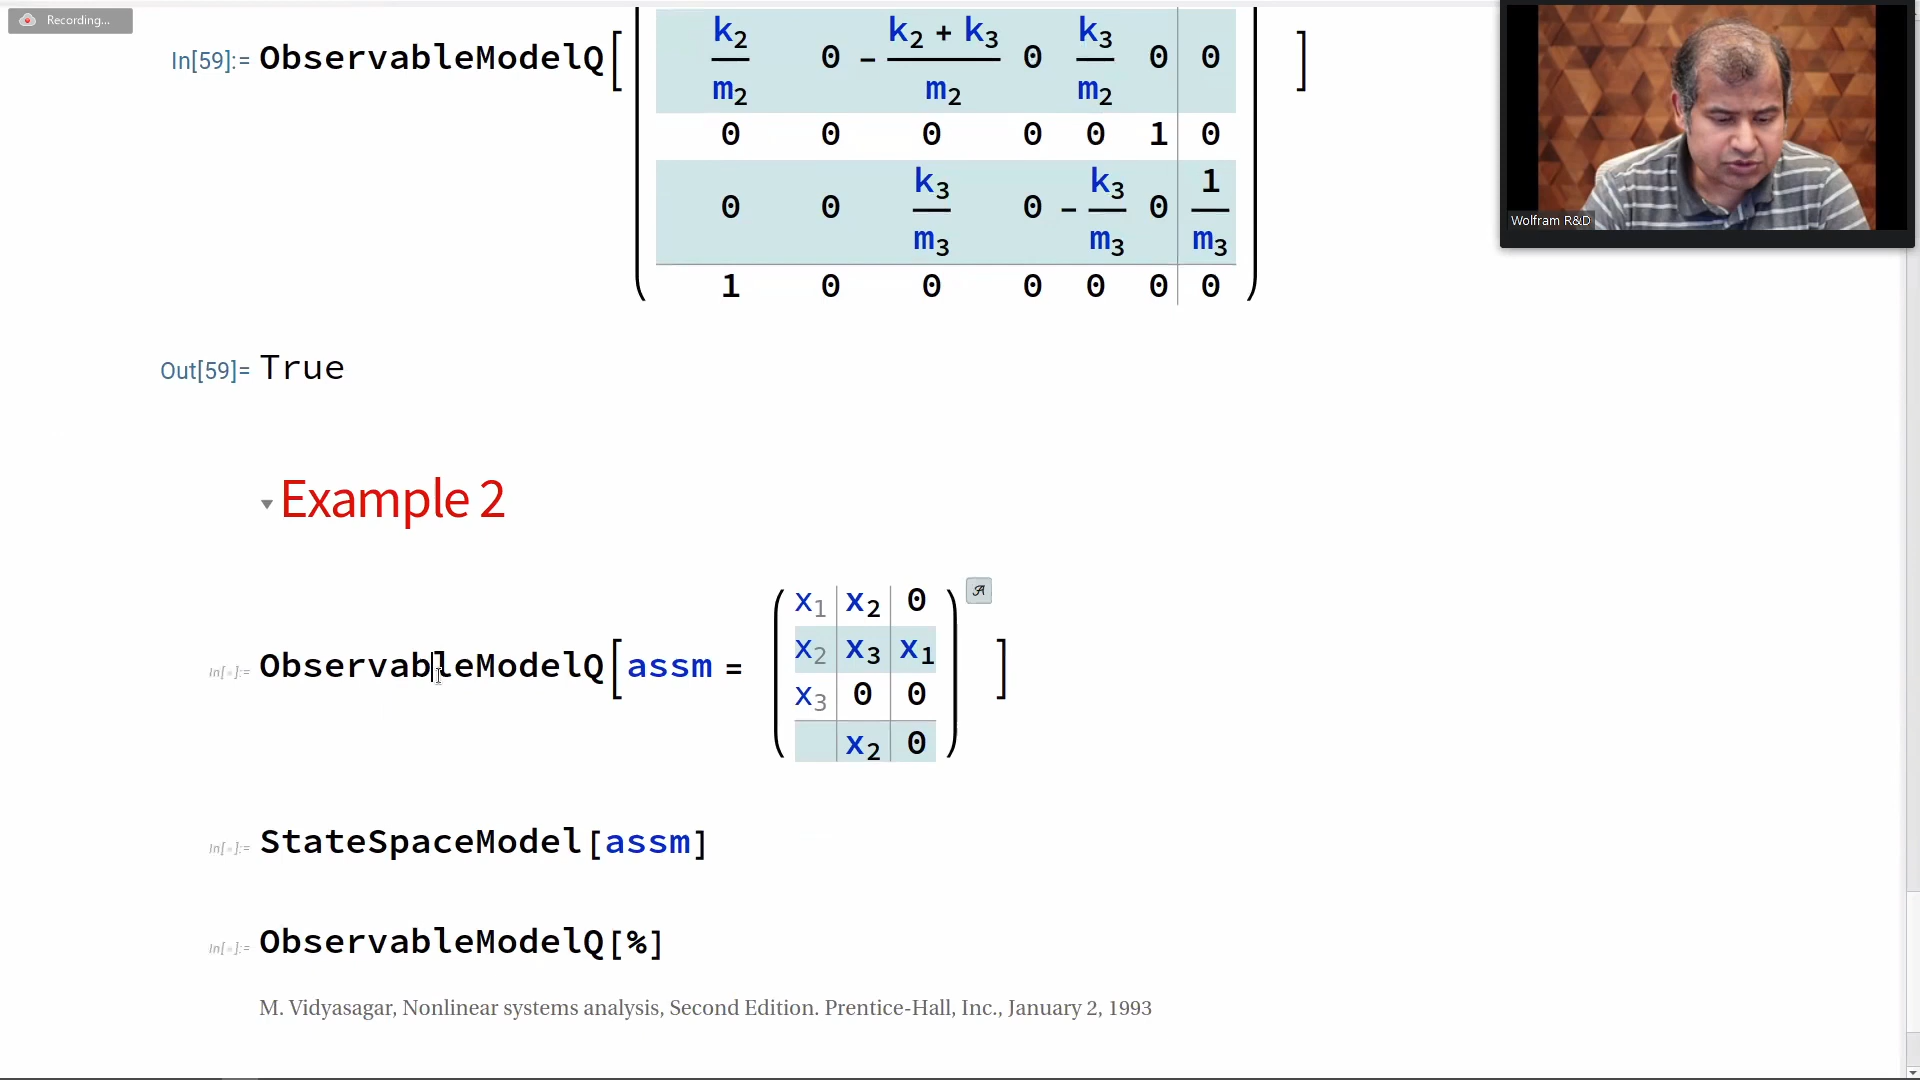 Recording...
k2 k2 + k3 k3
In[59]:= ObservableModelQ[ 0 - 0 0 0 ]
m2 m2 m2
0 0 0 0 0 1 0
k3 k3 1
0 0 0 - 0
m3 m3 m3
1 0 0 0 0 0 0
Wolfram R&D
Out[59]= True
Example 2
x1 x2 0 𝒜
In[ ]:= ObservableModelQ[assm = x2 x3 x1 ]
x3 0 0
x2 0
In[ ]:= StateSpaceModel[assm]
In[ ]:= ObservableModelQ[%]
M. Vidyasagar, Nonlinear systems analysis, Second Edition. Prentice-Hall, Inc., January 2, 1993